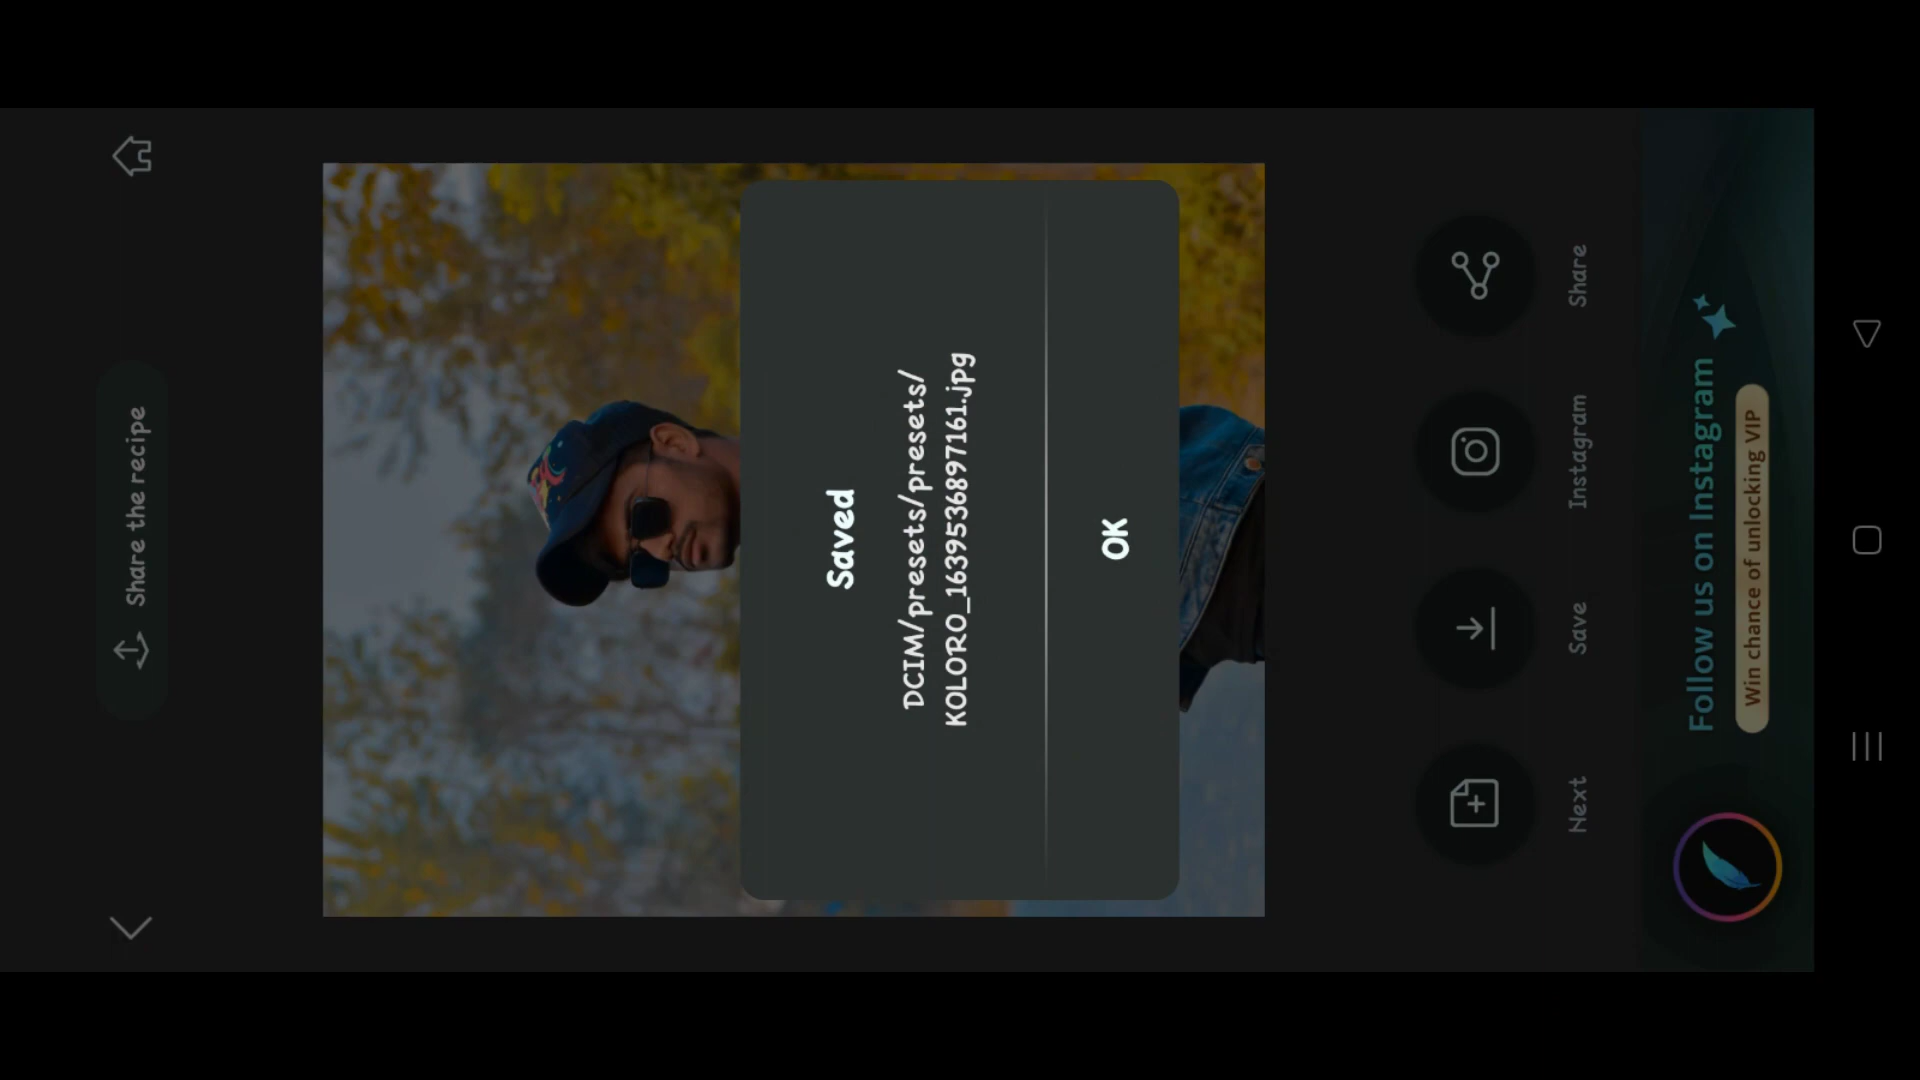 Share the recipe
Saved
DCIM/presets/presets/presets/
KOLORO_1639536897161.jpg
OK
Next
Save
Instagram
Share
Follow us on Instagram
Win chance of unlocking VIP